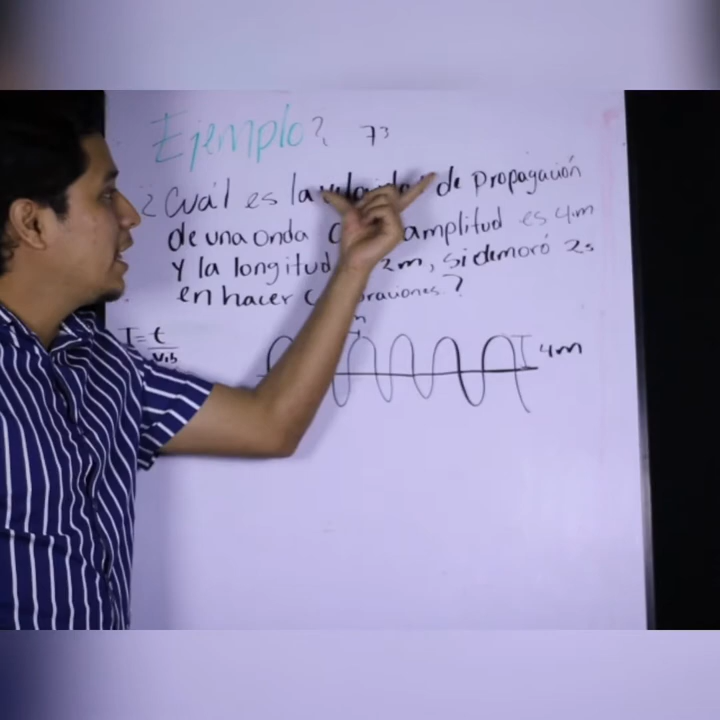 Ejemplo? 73
¿Cuál es la de propagación
de una onda amplitud es 4m
y la longitud 2m, si demoró 2s
en hacer ?
T=t
vib
4m